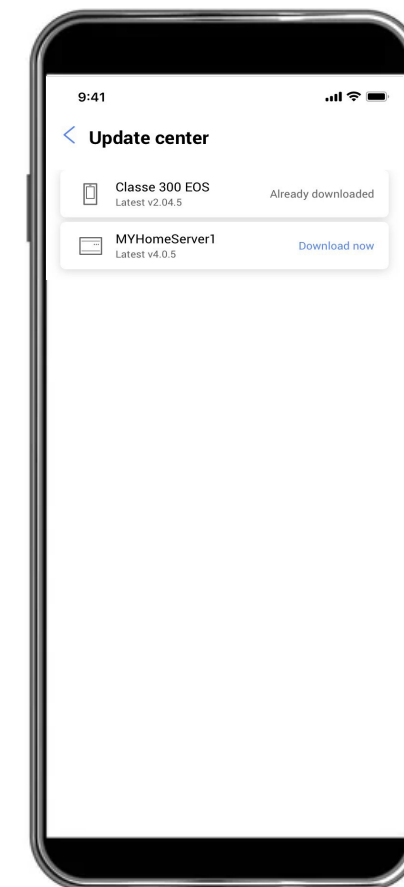 9:41
Update center
Classe 300 EOS
Latest v2.04.5
Already downloaded
MYHomeServer1
Latest v4.0.5
Download now